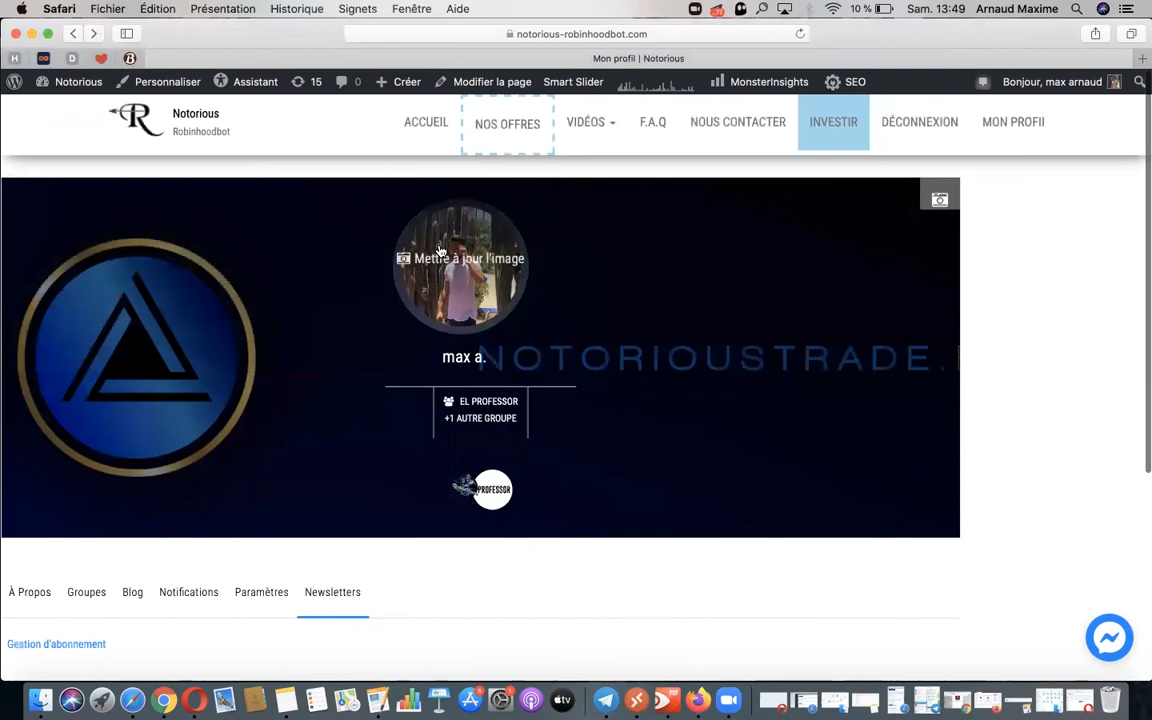 Safari Fichier Édition Présentation Historique Signets Fenêtre Aide 10 % Sam. 13:49 Arnaud Maxime
notorious-robinhoodbot.com
H D B Mon profil | Notorious
Notorious Personnaliser Assistant 15 0 Créer Modifier la page Smart Slider MonsterInsights SEO Bonjour, max arnaud
R Notorious
Robinhoodbot
ACCUEIL NOS OFFRES VIDÉOS F.A.Q NOUS CONTACTER INVESTIR DÉCONNEXION MON PROFIL
Mettre à jour l'image
max a.
NOTORIOUSTRADE.
EL PROFESSOR
+1 AUTRE GROUPE
PROFESSOR
À Propos Groupes Blog Notifications Paramètres Newsletters
Gestion d'abonnement